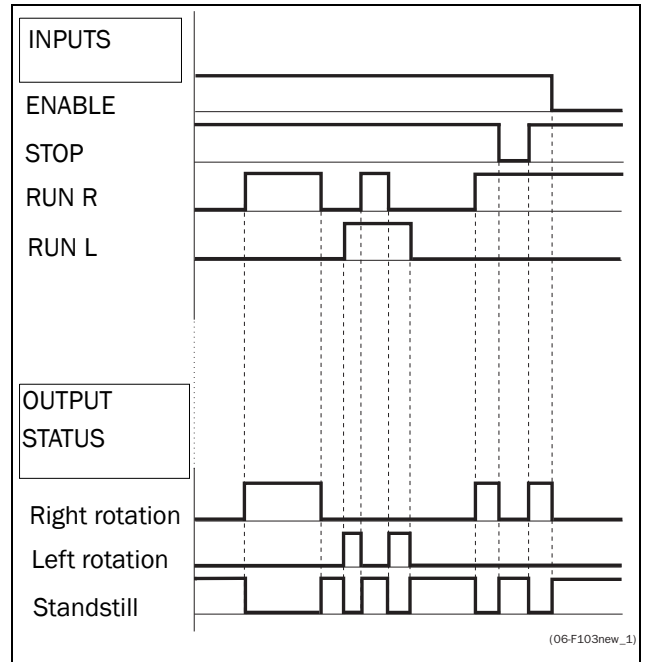 INPUTS
ENABLE
STOP
RUN R
RUN L
OUTPUT
STATUS
Right rotation
Left rotation
Standstill
(06-F103new_1)